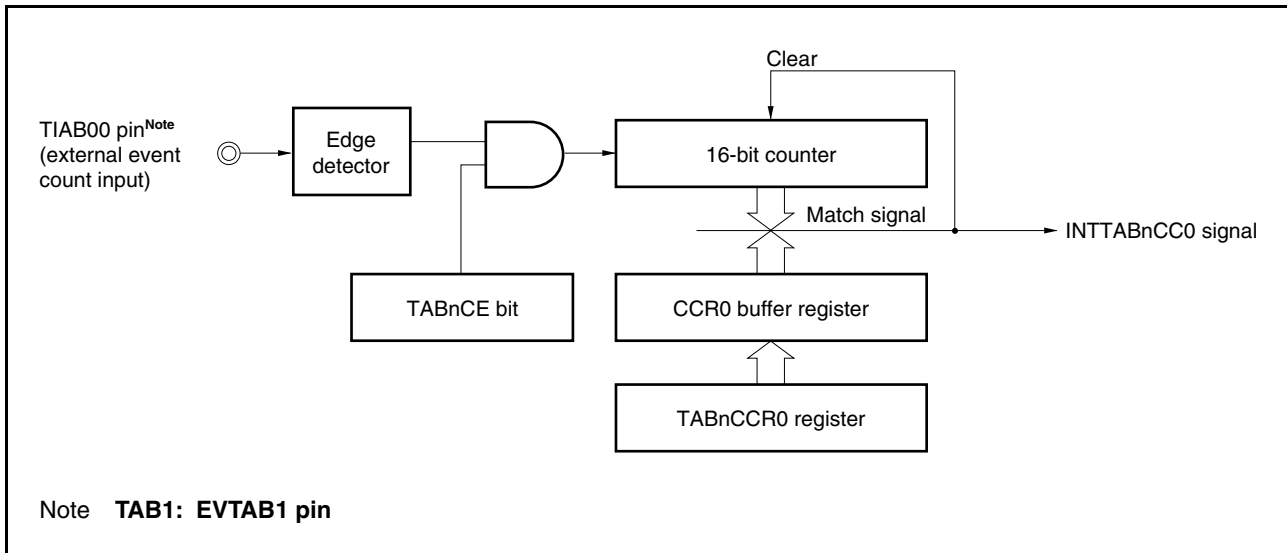 Clear
TIAB00 pinNote
(external event
count input)
Edge
detector
16-bit counter
Match signal
INTTABnCC0 signal
TABnCE bit
CCR0 buffer register
TABnCCR0 register
Note TAB1: EVTAB1 pin